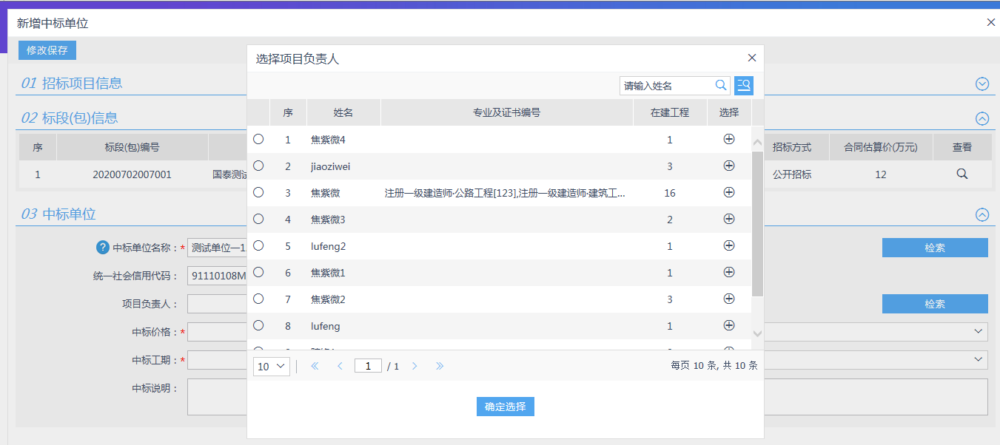 新增中标单位
修改保存
01 招标项目信息
02 标段(包)信息
序 标段(包)编号 招标方式 合同估算价(万元) 查看
1 20200702007001 国泰测试 公开招标 12
03 中标单位
? 中标单位名称：* 测试单位一1 检索
统一社会信用代码： 91110108M
项目负责人： 检索
中标价格：*
中标工期：*
中标说明：
选择项目负责人
请输入姓名
序 姓名 专业及证书编号 在建工程 选择
1 焦紫微4 1
2 jiaoziwei 3
3 焦紫微 注册一级建造师·公路工程[123],注册一级建造师·建筑工... 16
4 焦紫微3 2
5 lufeng2 1
6 焦紫微1 1
7 焦紫微2 3
8 lufeng 1
10 1 / 1 每页 10 条, 共 10 条
确定选择